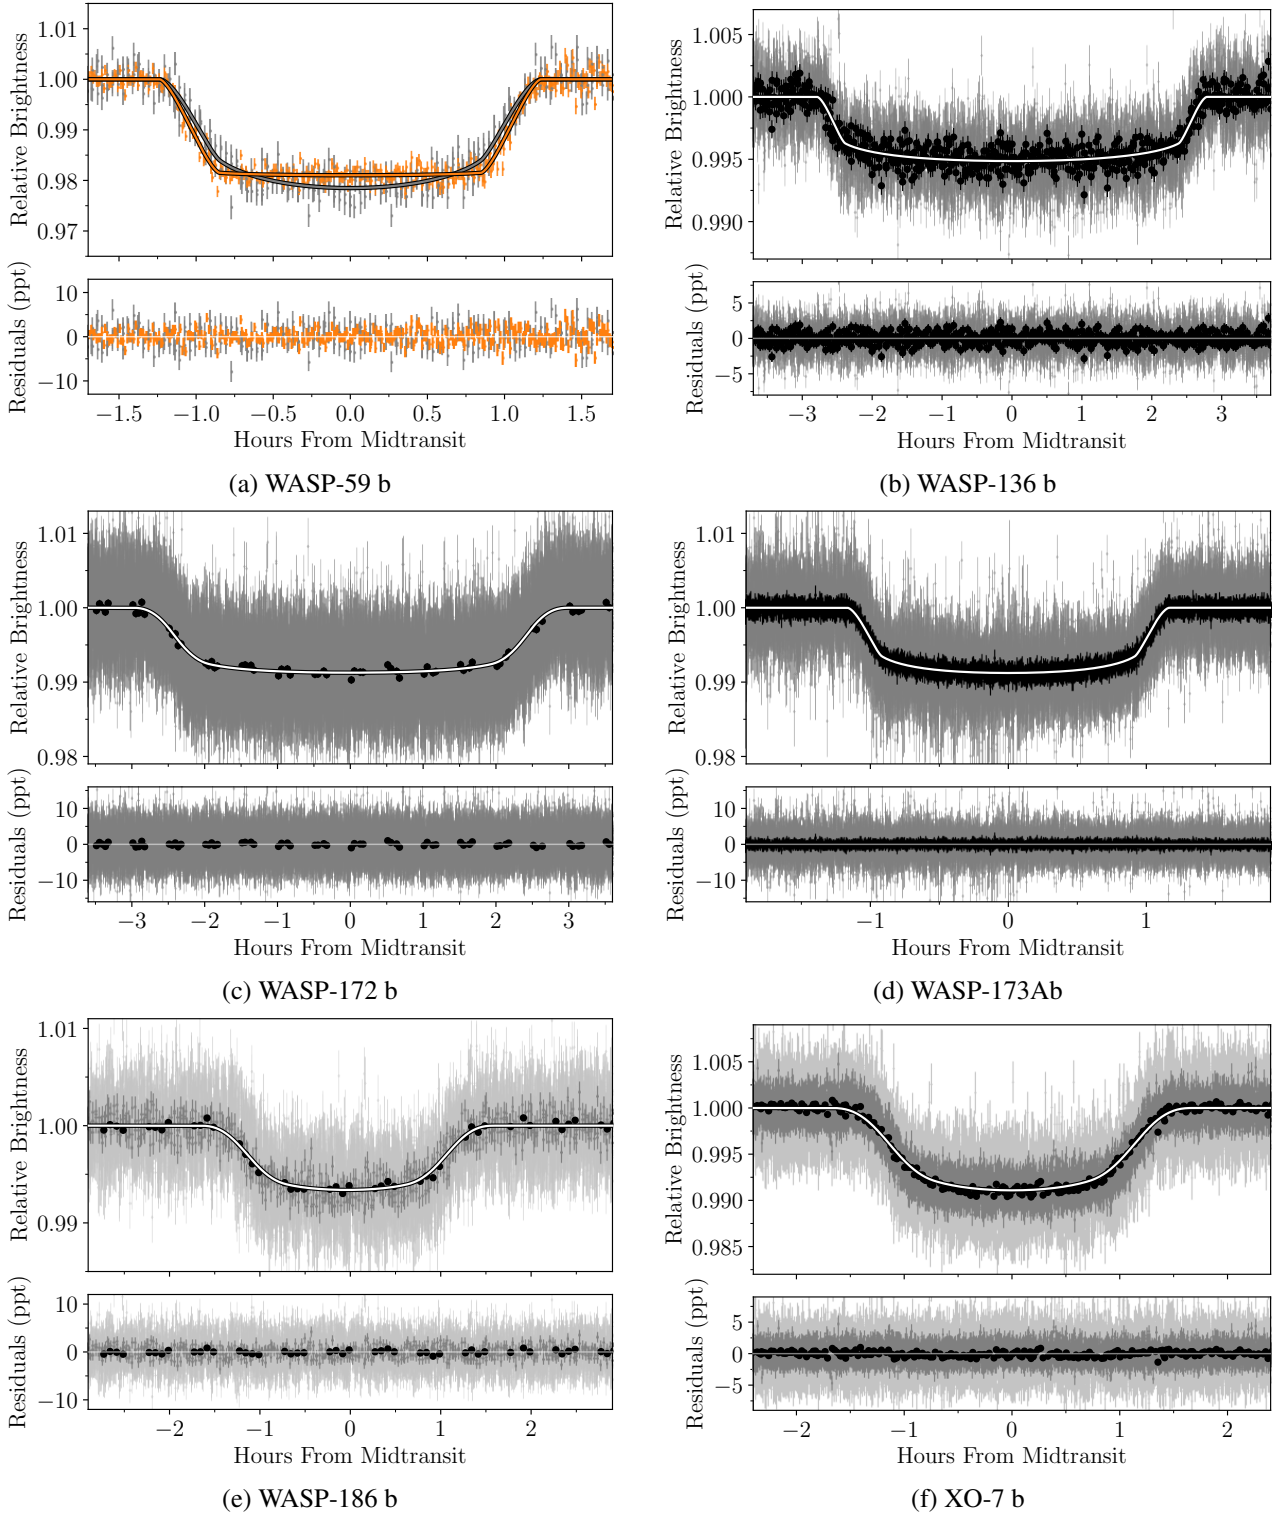 1.01
1.00
0.99
0.98
0.97
Relative Brightness
10
0
−10
Residuals (ppt)
−1.5 −1.0 −0.5 0.0 0.5 1.0 1.5
Hours From Midtransit
(a) WASP-59 b
1.005
1.000
0.995
0.990
Relative Brightness
5
0
−5
Residuals (ppt)
−3 −2 −1 0 1 2 3
Hours From Midtransit
(b) WASP-136 b
1.01
1.00
0.99
0.98
Relative Brightness
10
0
−10
Residuals (ppt)
−3 −2 −1 0 1 2 3
Hours From Midtransit
(c) WASP-172 b
1.01
1.00
0.99
0.98
Relative Brightness
10
0
−10
Residuals (ppt)
−1 0 1
Hours From Midtransit
(d) WASP-173Ab
1.01
1.00
0.99
Relative Brightness
10
0
−10
Residuals (ppt)
−2 −1 0 1 2
Hours From Midtransit
(e) WASP-186 b
1.005
1.000
0.995
0.990
0.985
Relative Brightness
5
0
−5
Residuals (ppt)
−2 −1 0 1 2
Hours From Midtransit
(f) XO-7 b